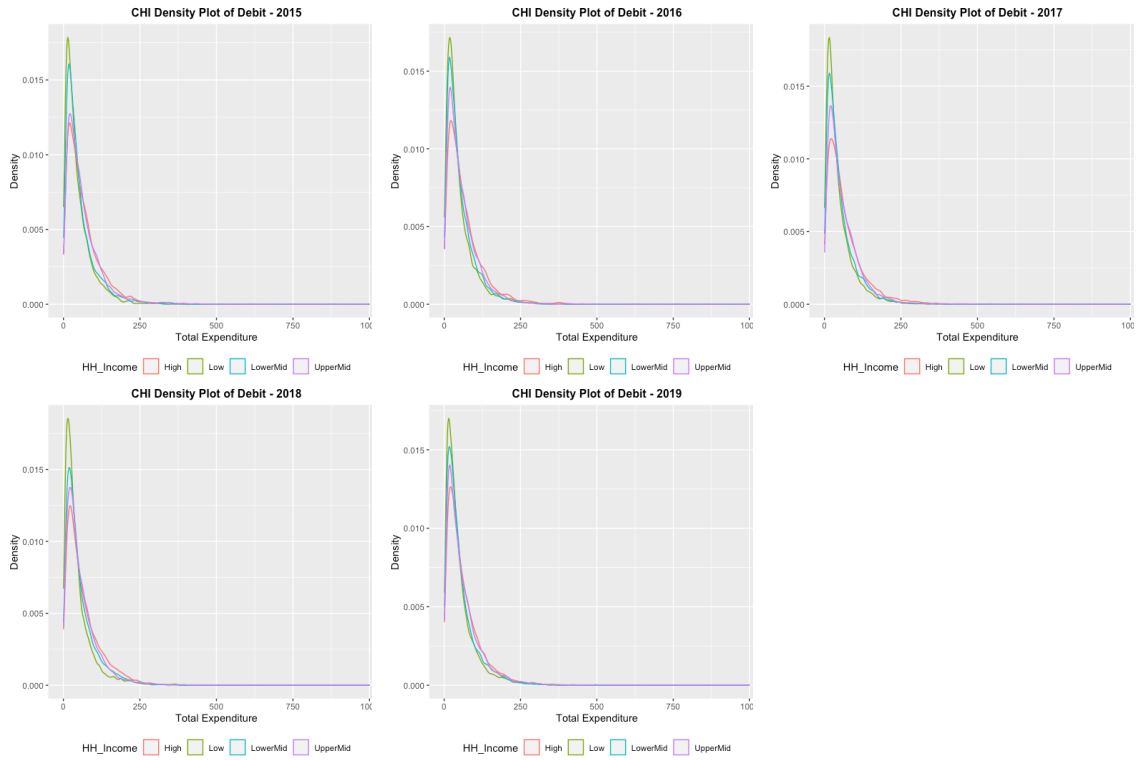 CHI Density Plot of Debit - 2015
0.015
0.010
0.005
0.000
Density
0
250
500
750
100
Total Expenditure
HH_Income High Low LowerMid UpperMid
CHI Density Plot of Debit - 2016
0.015
0.010
0.005
0.000
Density
0
250
500
750
100
Total Expenditure
HH_Income High Low LowerMid UpperMid
CHI Density Plot of Debit - 2017
0.015
0.010
0.005
0.000
Density
0
250
500
750
100
Total Expenditure
HH_Income High Low LowerMid UpperMid
CHI Density Plot of Debit - 2018
0.015
0.010
0.005
0.000
Density
0
250
500
750
100
Total Expenditure
HH_Income High Low LowerMid UpperMid
CHI Density Plot of Debit - 2019
0.015
0.010
0.005
0.000
Density
0
250
500
750
100
Total Expenditure
HH_Income High Low LowerMid UpperMid